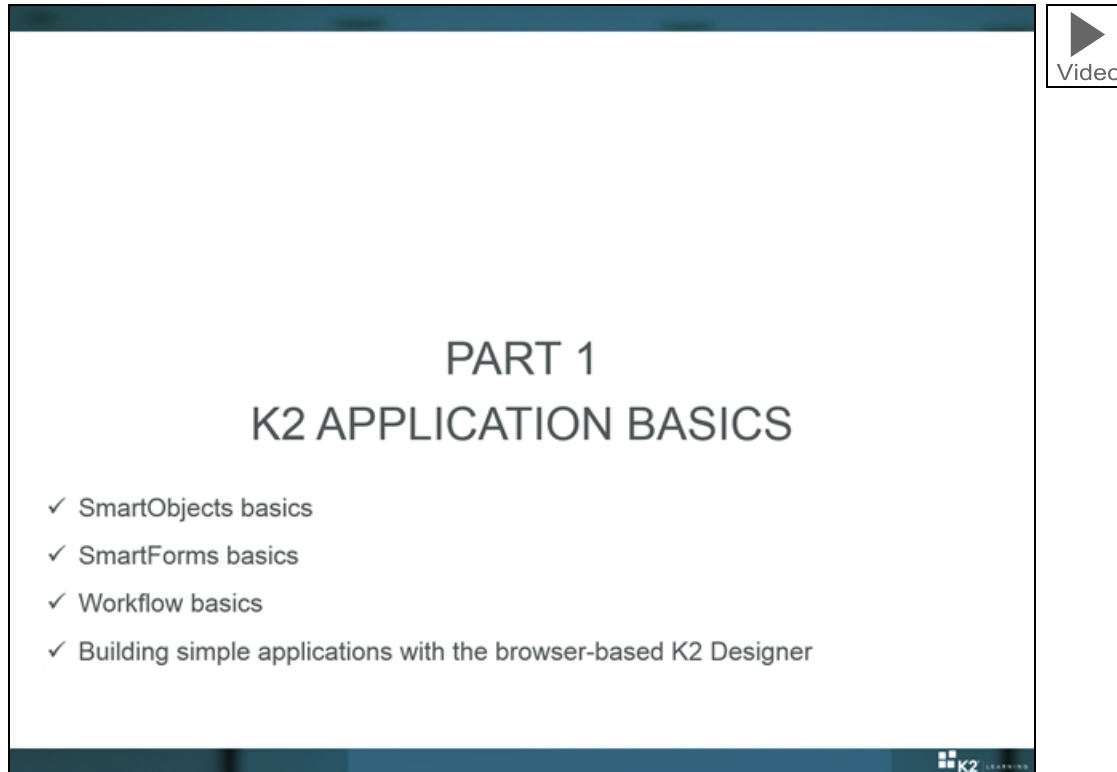 Video
PART 1
K2 APPLICATION BASICS
✓ SmartObjects basics
✓ SmartForms basics
✓ Workflow basics
✓ Building simple applications with the browser-based K2 Designer
K2 LEARNING